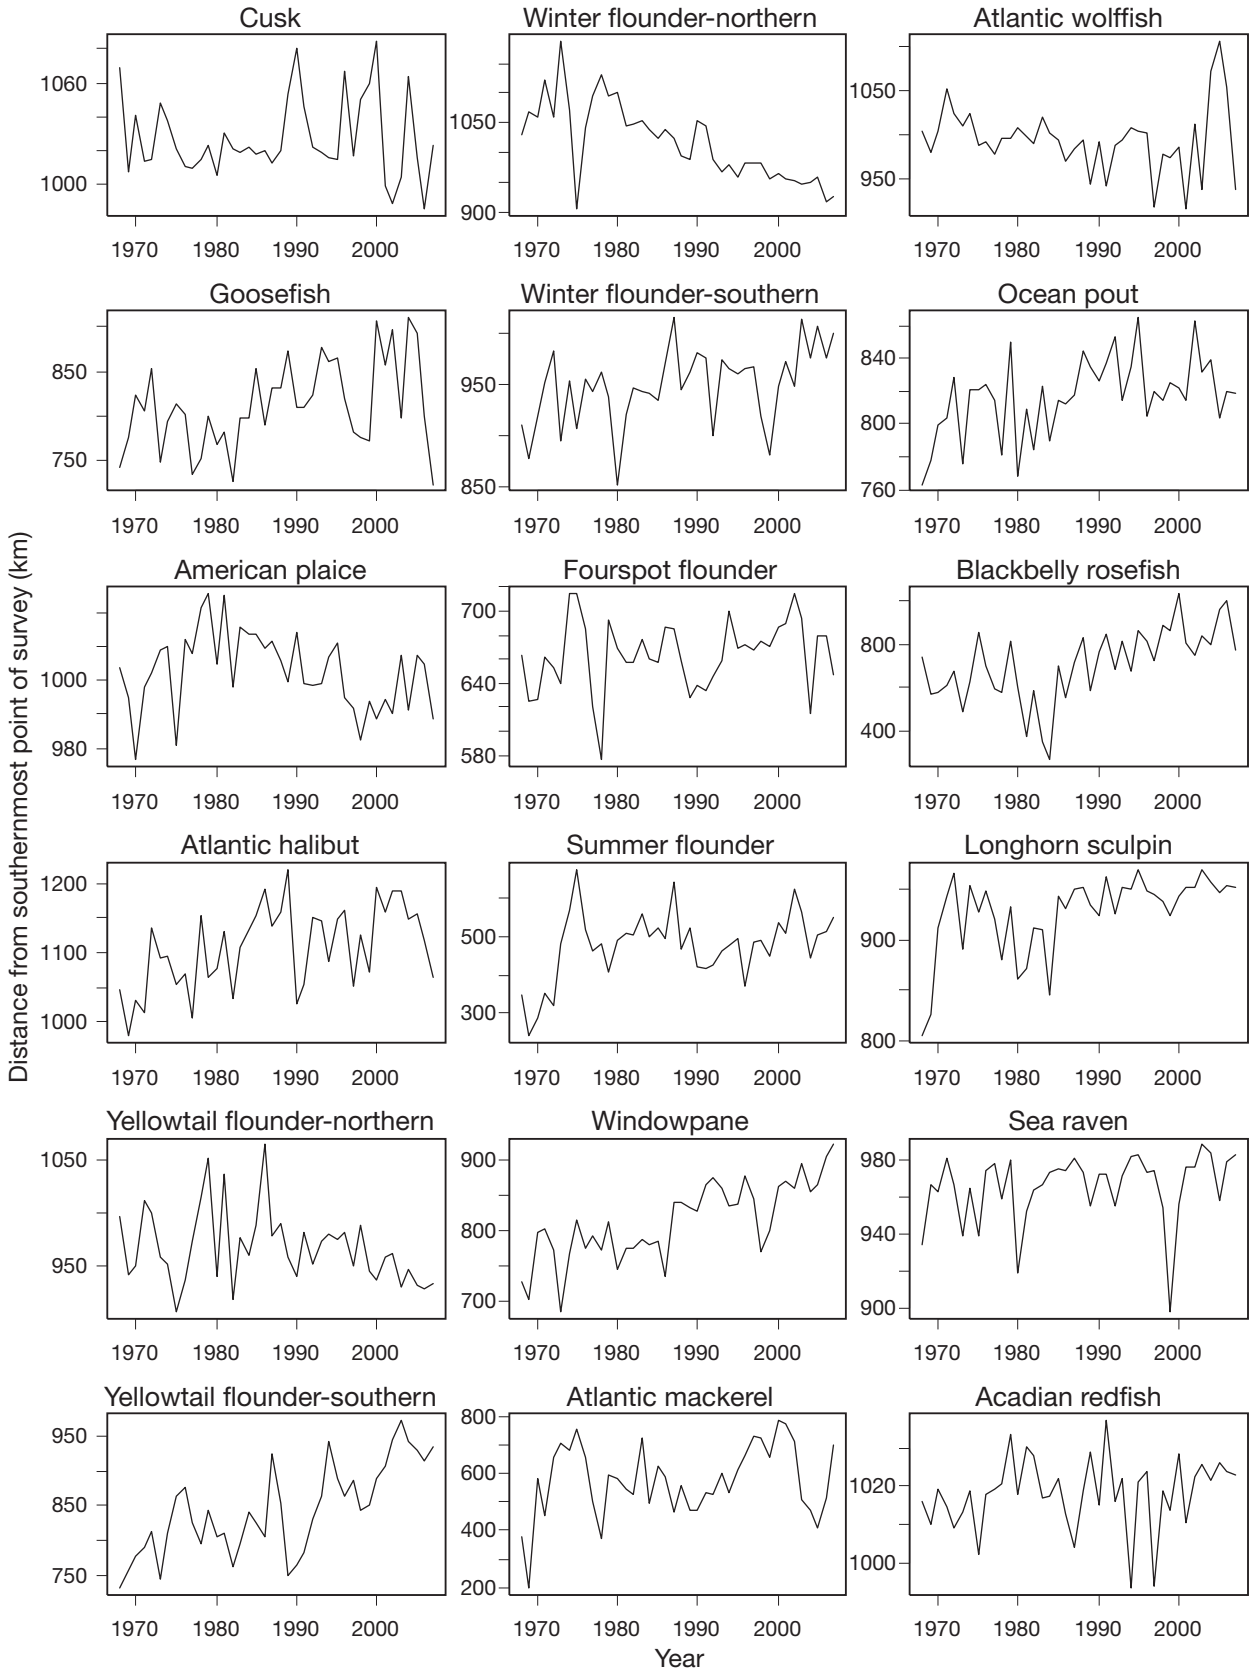 Cusk
Winter flounder-northern
Atlantic wolffish
1060
1000
1050
900
1050
950
1970 1980 1990 2000
1970 1980 1990 2000
1970 1980 1990 2000
Goosefish
Winter flounder-southern
Ocean pout
850
750
950
850
840
800
760
1970 1980 1990 2000
1970 1980 1990 2000
1970 1980 1990 2000
Distance from southernmost point of survey (km)
American plaice
Fourspot flounder
Blackbelly rosefish
1000
980
700
640
580
800
400
1970 1980 1990 2000
1970 1980 1990 2000
1970 1980 1990 2000
Atlantic halibut
Summer flounder
Longhorn sculpin
1200
1100
1000
500
300
900
800
1970 1980 1990 2000
1970 1980 1990 2000
1970 1980 1990 2000
Yellowtail flounder-northern
Windowpane
Sea raven
1050
950
900
800
700
980
940
900
1970 1980 1990 2000
1970 1980 1990 2000
1970 1980 1990 2000
Yellowtail flounder-southern
Atlantic mackerel
Acadian redfish
950
850
750
800
600
400
200
1020
1000
1970 1980 1990 2000
1970 1980 1990 2000
1970 1980 1990 2000
Year